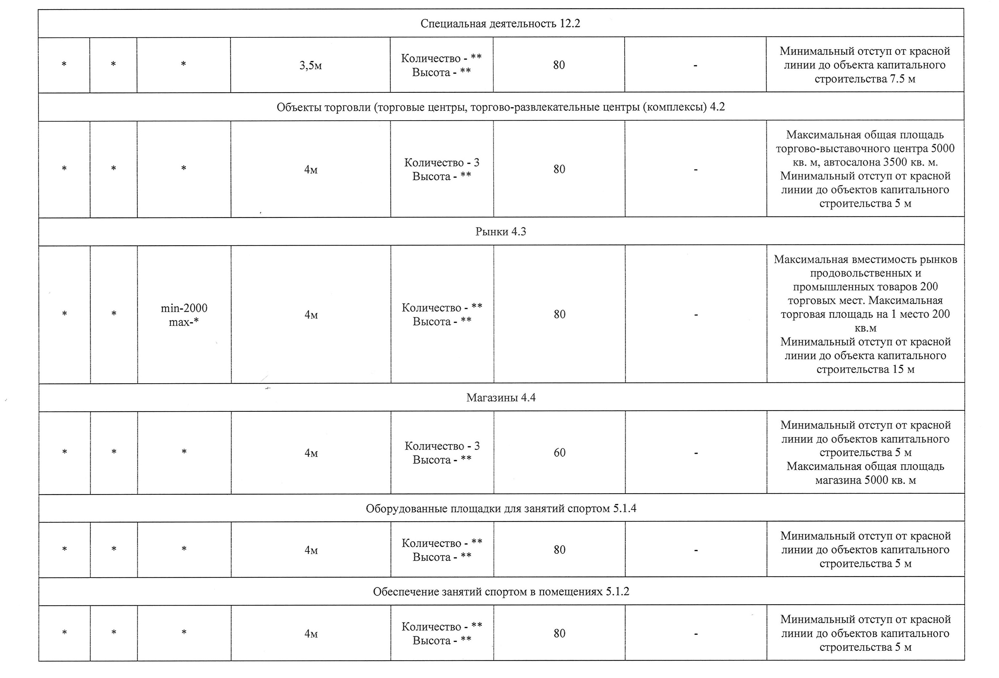 Специальная деятельность 12.2
*
*
*
3,5м
Количество - **
Высота - **
80
-
Минимальный отступ от красной
линии до объекта капитального
строительства 7.5 м
Объекты торговли (торговые центры, торгово-развлекательные центры (комплексы) 4.2
*
*
*
4м
Количество - 3
Высота - **
80
-
Максимальная общая площадь
торгово-выставочного центра 5000
кв. м, автосалона 3500 кв. м.
Минимальный отступ от красной
линии до объектов капитального
строительства 5 м
Рынки 4.3
*
*
min-2000
max-*
4м
Количество - **
Высота - **
80
-
Максимальная вместимость рынков
продовольственных и
промышленных товаров 200
торговых мест. Максимальная
торговая площадь на 1 место 200
кв.м
Минимальный отступ от красной
линии до объекта капитального
строительства 15 м
Магазины 4.4
*
*
*
4м
Количество - 3
Высота - **
60
-
Минимальный отступ от красной
линии до объектов капитального
строительства 5 м
Максимальная общая площадь
магазина 5000 кв. м
Оборудованные площадки для занятий спортом 5.1.4
*
*
*
4м
Количество - **
Высота - **
80
-
Минимальный отступ от красной
линии до объектов капитального
строительства 5 м
Обеспечение занятий спортом в помещениях 5.1.2
*
*
*
4м
Количество - **
Высота - **
80
-
Минимальный отступ от красной
линии до объектов капитального
строительства 5 м